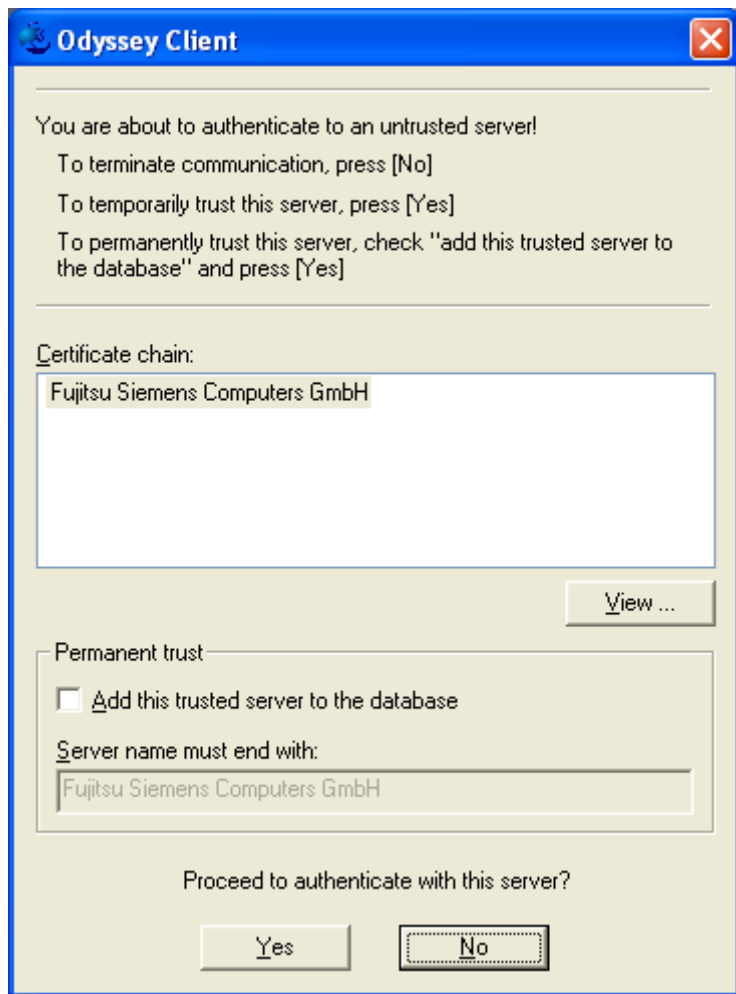 Odyssey Client
You are about to authenticate to an untrusted server!
To terminate communication, press [No]
To temporarily trust this server, press [Yes]
To permanently trust this server, check "add this trusted server to
the database" and press [Yes]
Certificate chain:
Fujitsu Siemens Computers GmbH
View ...
Permanent trust
Add this trusted server to the database
Server name must end with:
Fujitsu Siemens Computers GmbH
Proceed to authenticate with this server?
Yes
No